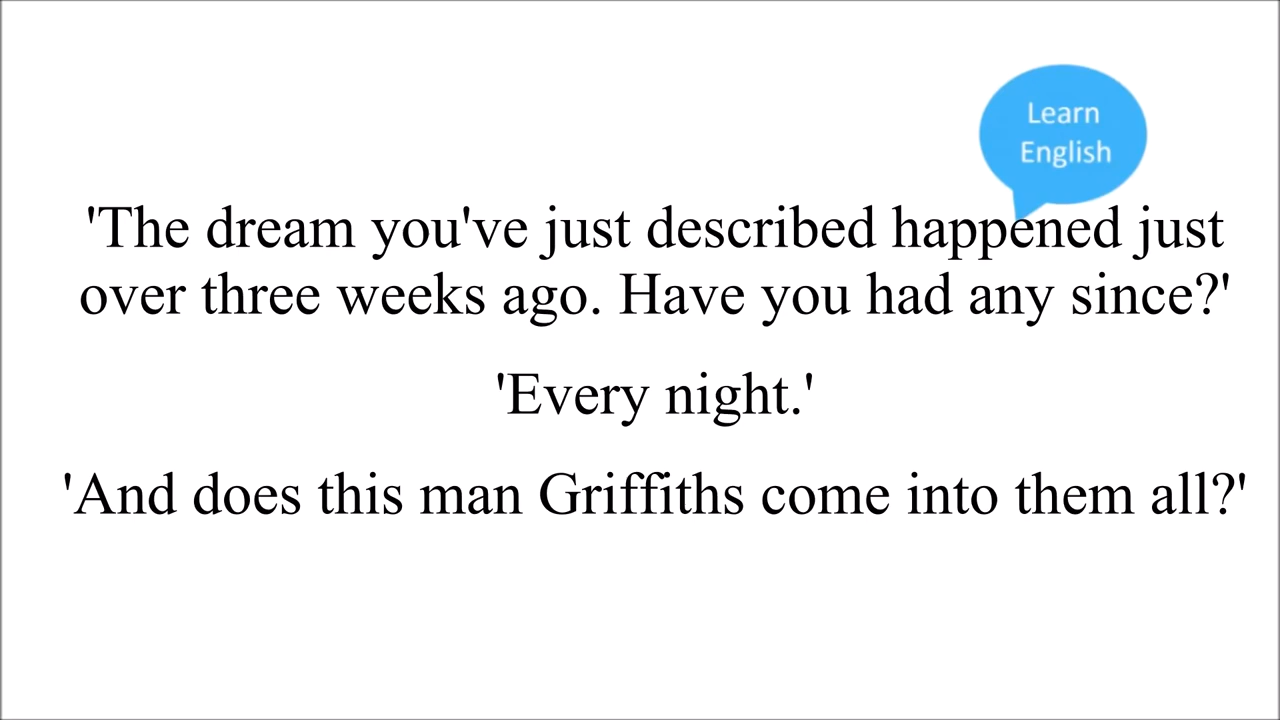 Learn
English
'The dream you've just described happened just
over three weeks ago. Have you had any since?'
'Every night.'
'And does this man Griffiths come into them all?'